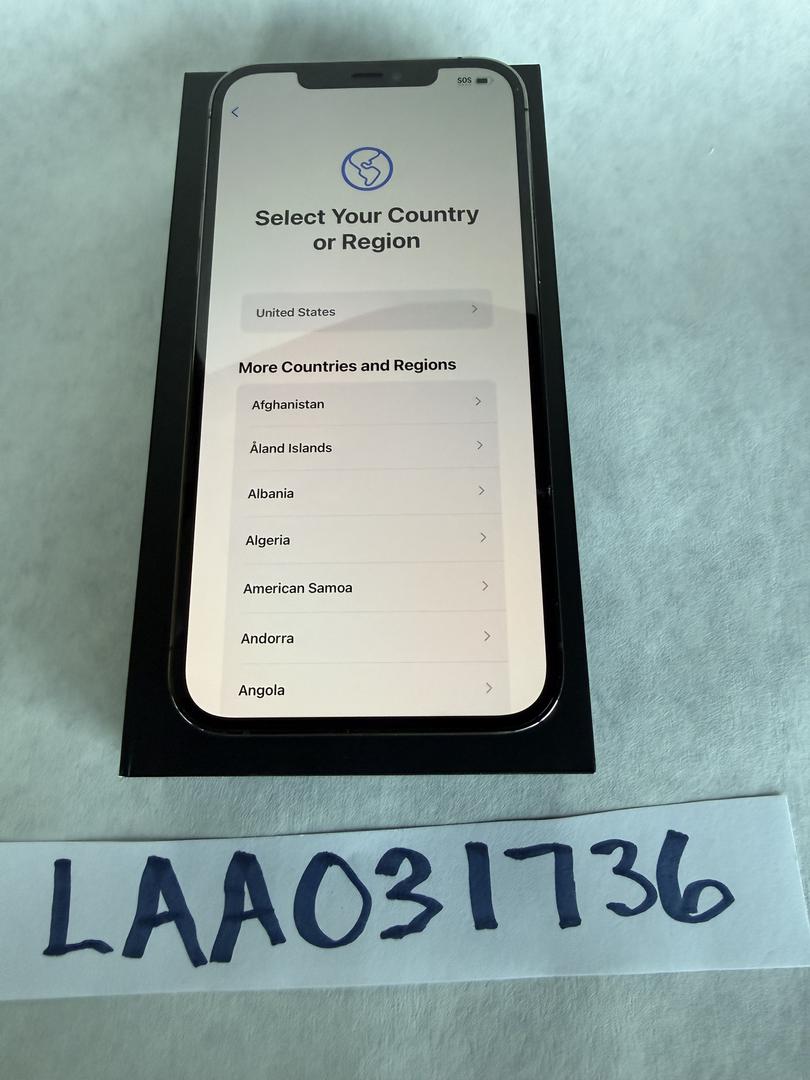 SOS
Select Your Country
or Region
United States
More Countries and Regions
Afghanistan
Åland Islands
Albania
Algeria
American Samoa
Andorra
Angola
LAA031736